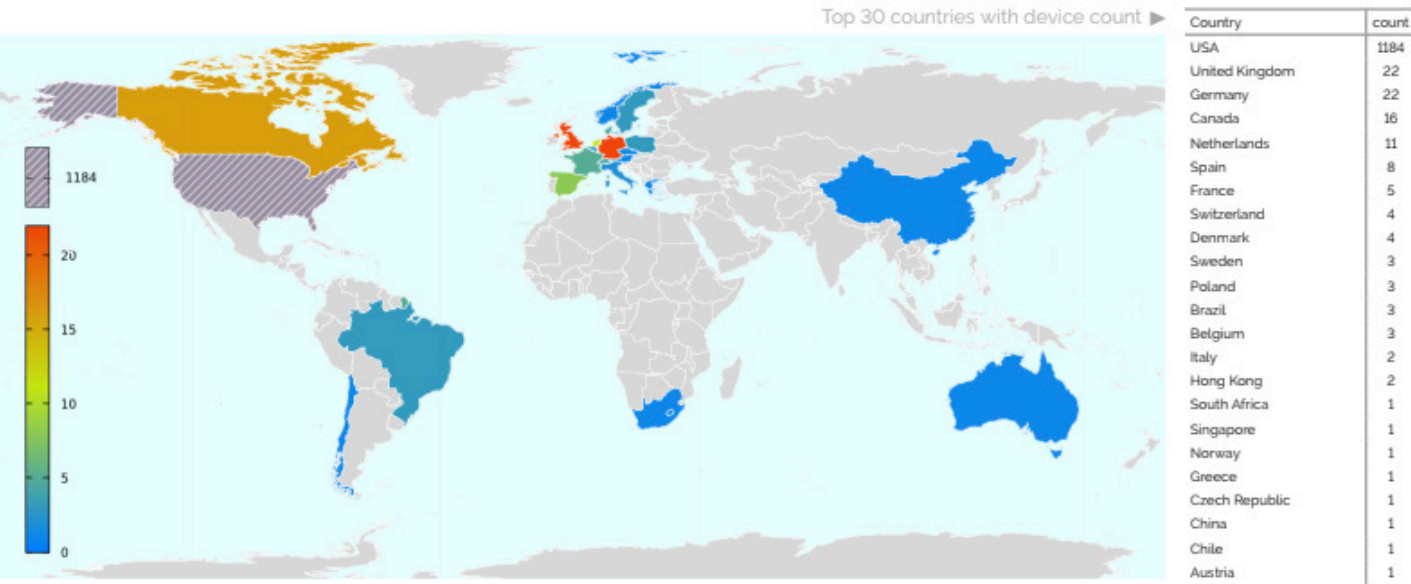 Top 30 countries with device count ▶
1184
20
15
10
5
0
Country count
USA 1184
United Kingdom 22
Germany 22
Canada 16
Netherlands 11
Spain 8
France 5
Switzerland 4
Denmark 4
Sweden 3
Poland 3
Brazil 3
Belgium 3
Italy 2
Hong Kong 2
South Africa 1
Singapore 1
Norway 1
Greece 1
Czech Republic 1
China 1
Chile 1
Austria 1